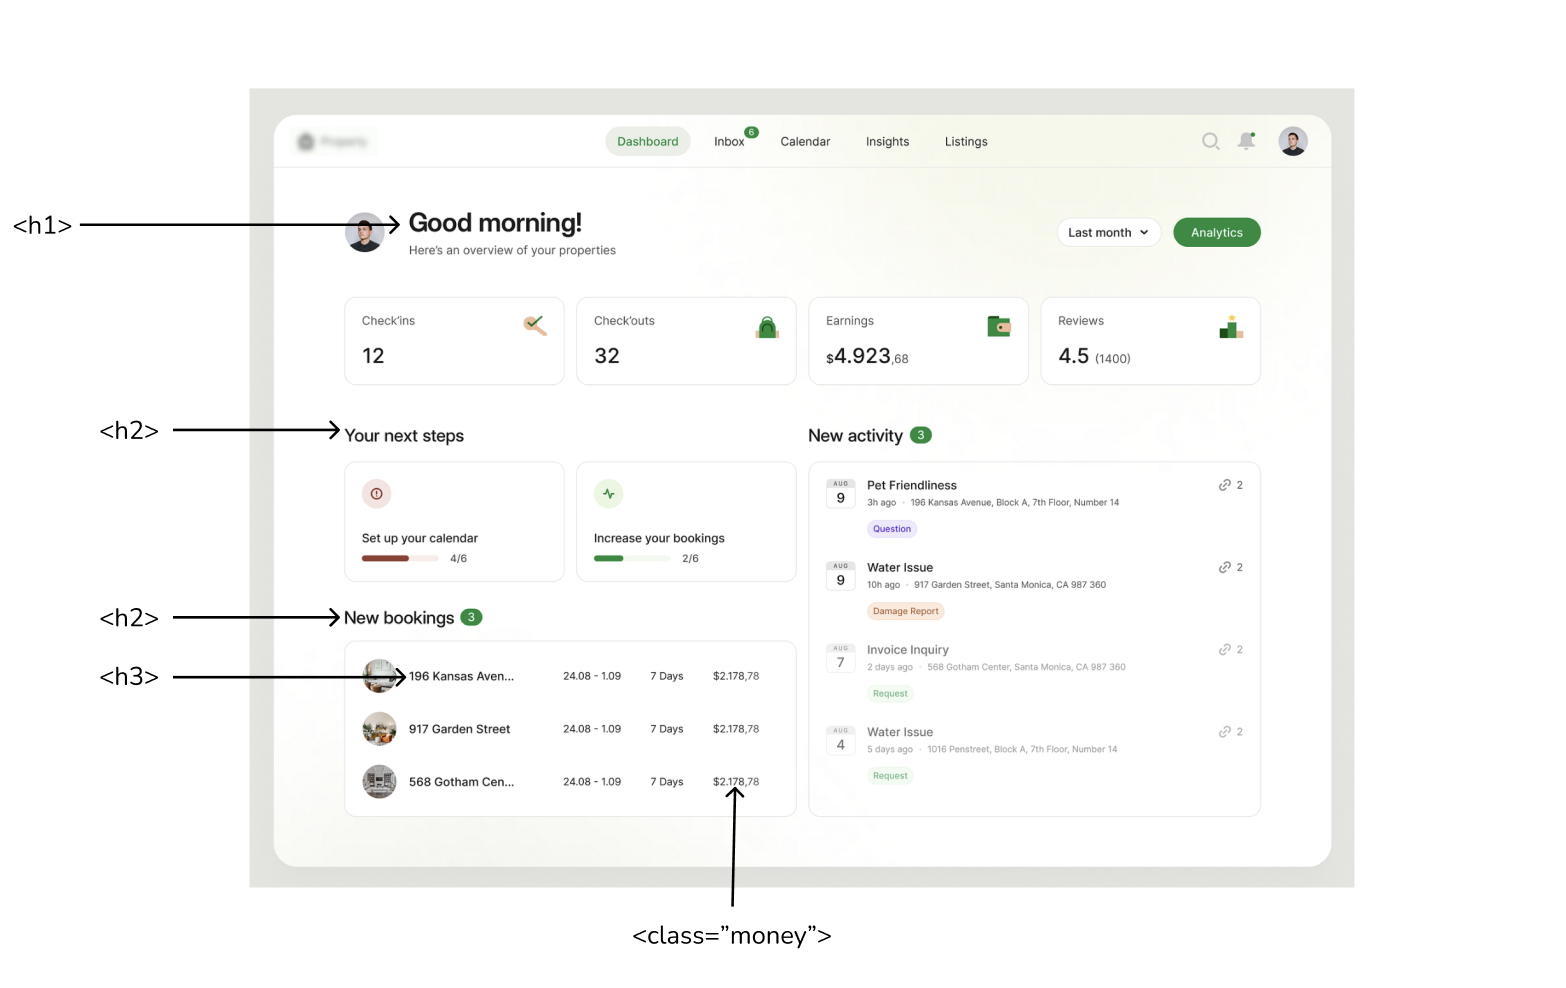 Property
Dashboard
Inbox 6
Calendar
Insights
Listings
<h1>
Good morning!
Here's an overview of your properties
Last month
Analytics
Check'ins
12
Check'outs
32
Earnings
$4.923,68
Reviews
4.5 (1400)
<h2>
Your next steps
Set up your calendar
4/6
Increase your bookings
2/6
<h2>
New bookings 3
<h3>
196 Kansas Aven... 24.08 - 1.09 7 Days $2.178,78
917 Garden Street 24.08 - 1.09 7 Days $2.178,78
568 Gotham Cen... 24.08 - 1.09 7 Days $2.178,78
New activity 3
AUG
9
Pet Friendliness
2
3h ago · 196 Kansas Avenue, Block A, 7th Floor, Number 14
Question
AUG
9
Water Issue
2
10h ago · 917 Garden Street, Santa Monica, CA 987 360
Damage Report
AUG
7
Invoice Inquiry
2
2 days ago · 568 Gotham Center, Santa Monica, CA 987 360
Request
AUG
4
Water Issue
2
5 days ago · 1016 Penstreet, Block A, 7th Floor, Number 14
Request
<class=”money”>